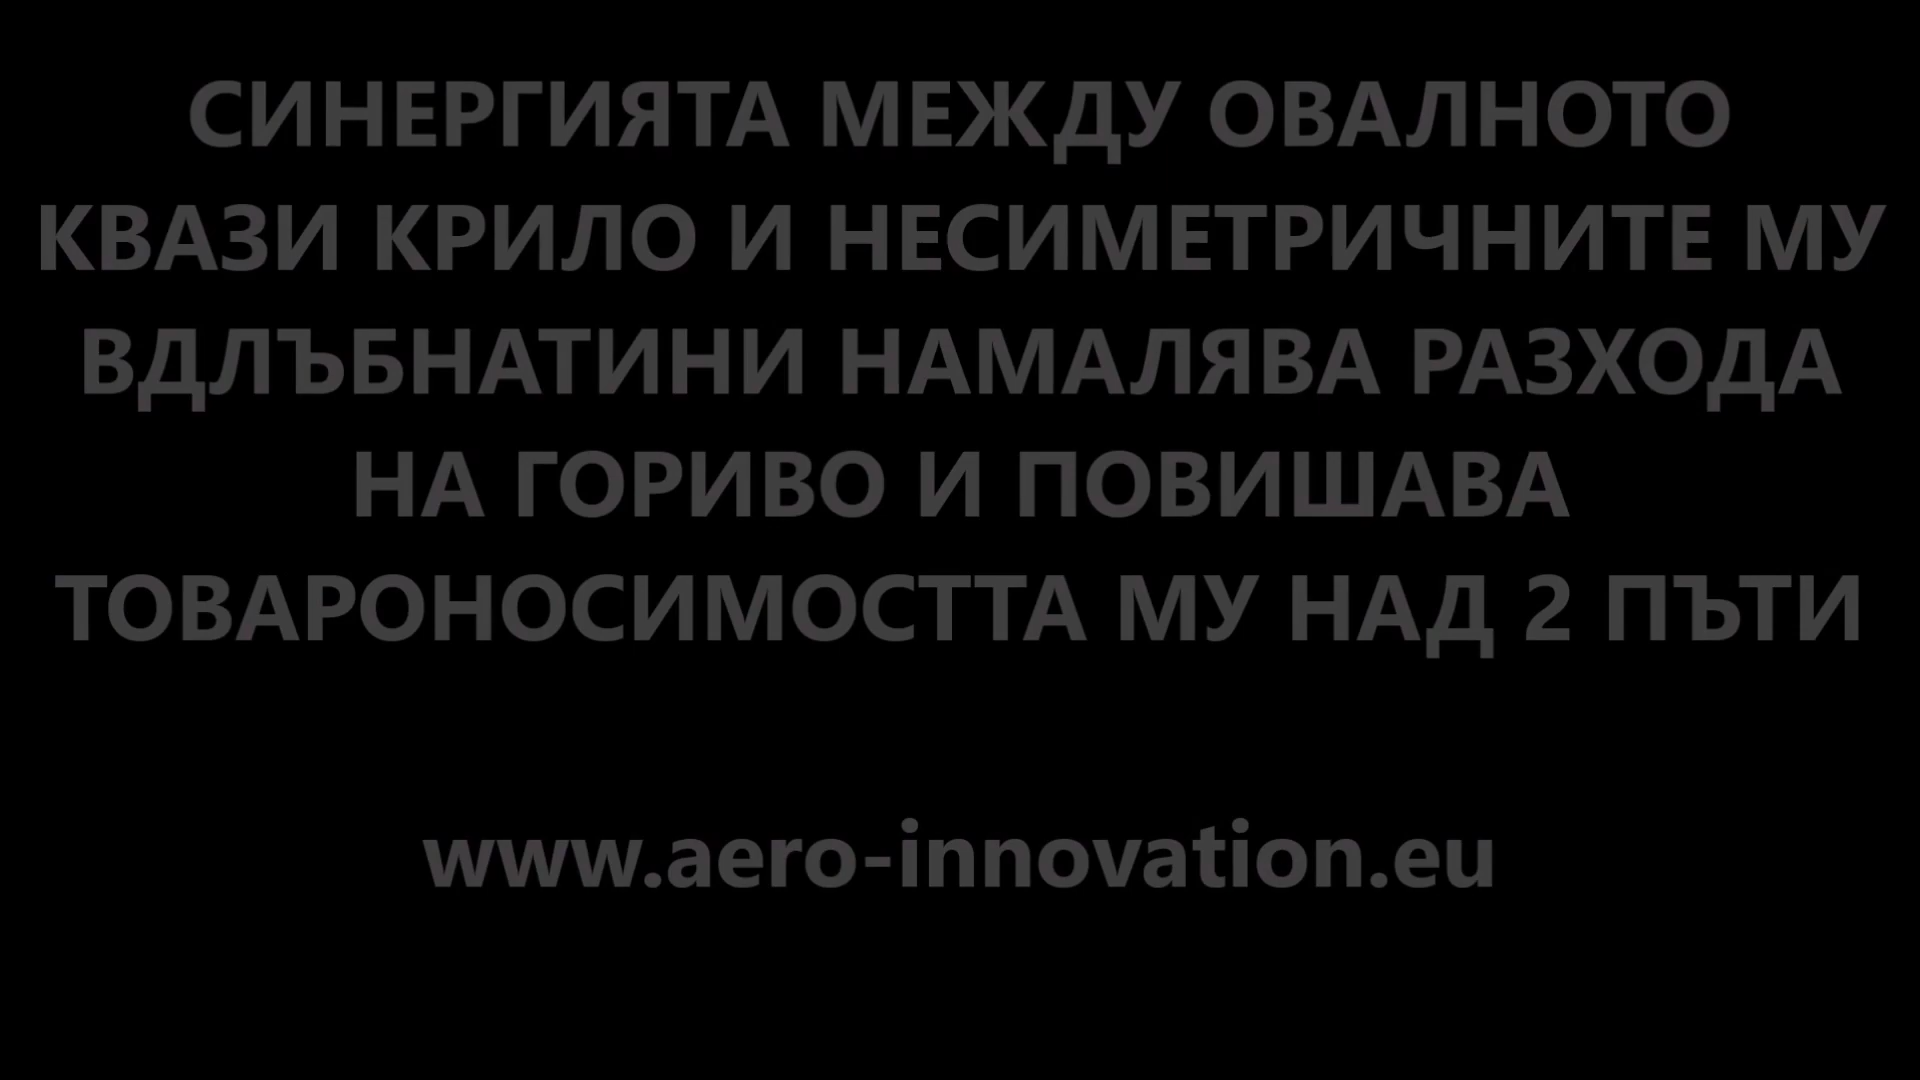 СИНЕРГИЯТА МЕЖДУ ОВАЛНОТО
КВАЗИ КРИЛО И НЕСИМЕТРИЧНИТЕ МУ
ВДЛЪБНАТИНИ НАМАЛЯВА РАЗХОДА
НА ГОРИВО И ПОВИШАВА
ТОВАРОНОСИМОСТТА МУ НАД 2 ПЪТИ
www.aero-innovation.eu